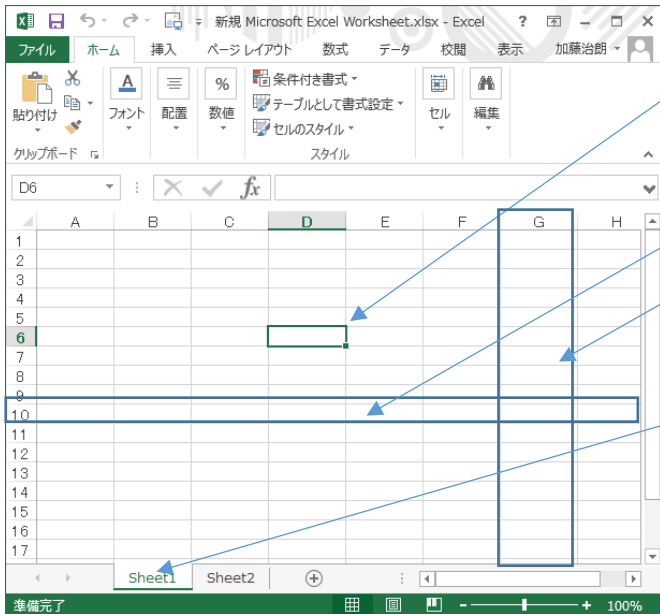 新規 Microsoft Excel Worksheet.xlsx - Excel ?
ファイル ホーム 挿入 ページ レイアウト 数式 データ 校閲 表示 加藤治朗
貼り付け フォント 配置 % 数値 条件付き書式 テーブルとして書式設定 セルのスタイル セル 編集
クリップボード スタイル
D6 fx
A B C D E F G H
1
2
3
4
5
6
7
8
9
10
11
12
13
14
15
16
17
Sheet1 Sheet2
準備完了 100%